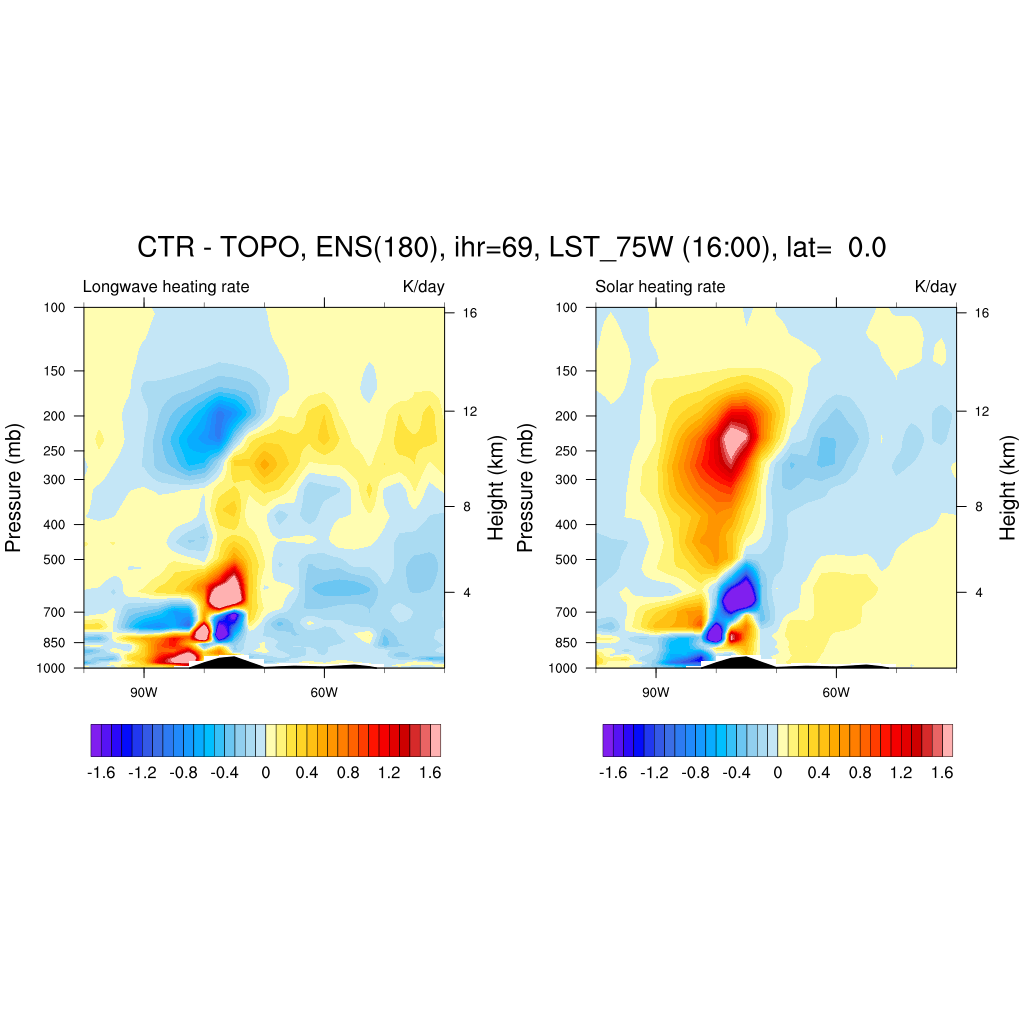 CTR - TOPO, ENS(180), ihr=69, LST_75W (16:00), lat=  0.0
Longwave heating rate K/day
Pressure (mb)
100
150
200
250
300
400
500
700
850
1000
16
12
8
4
Height (km)
90W 60W
-1.6 -1.2 -0.8 -0.4 0 0.4 0.8 1.2 1.6
Solar heating rate K/day
Pressure (mb)
100
150
200
250
300
400
500
700
850
1000
16
12
8
4
Height (km)
90W 60W
-1.6 -1.2 -0.8 -0.4 0 0.4 0.8 1.2 1.6